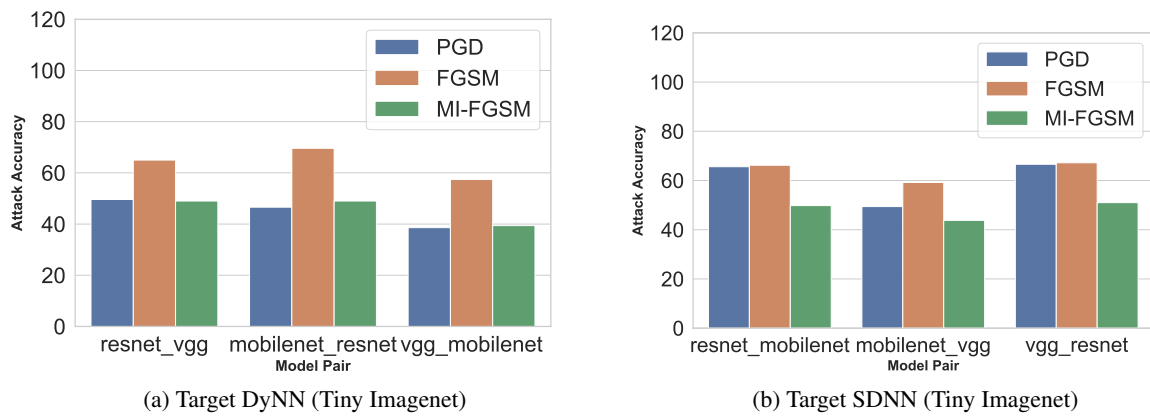 120
100
80
60
40
20
0
Attack Accuracy
PGD
FGSM
MI-FGSM
resnet_vgg mobilenet_resnet vgg_mobilenet
Model Pair
(a) Target DyNN (Tiny Imagenet)
120
100
80
60
40
20
0
Attack Accuracy
PGD
FGSM
MI-FGSM
resnet_mobilenet mobilenet_vgg vgg_resnet
Model Pair
(b) Target SDNN (Tiny Imagenet)